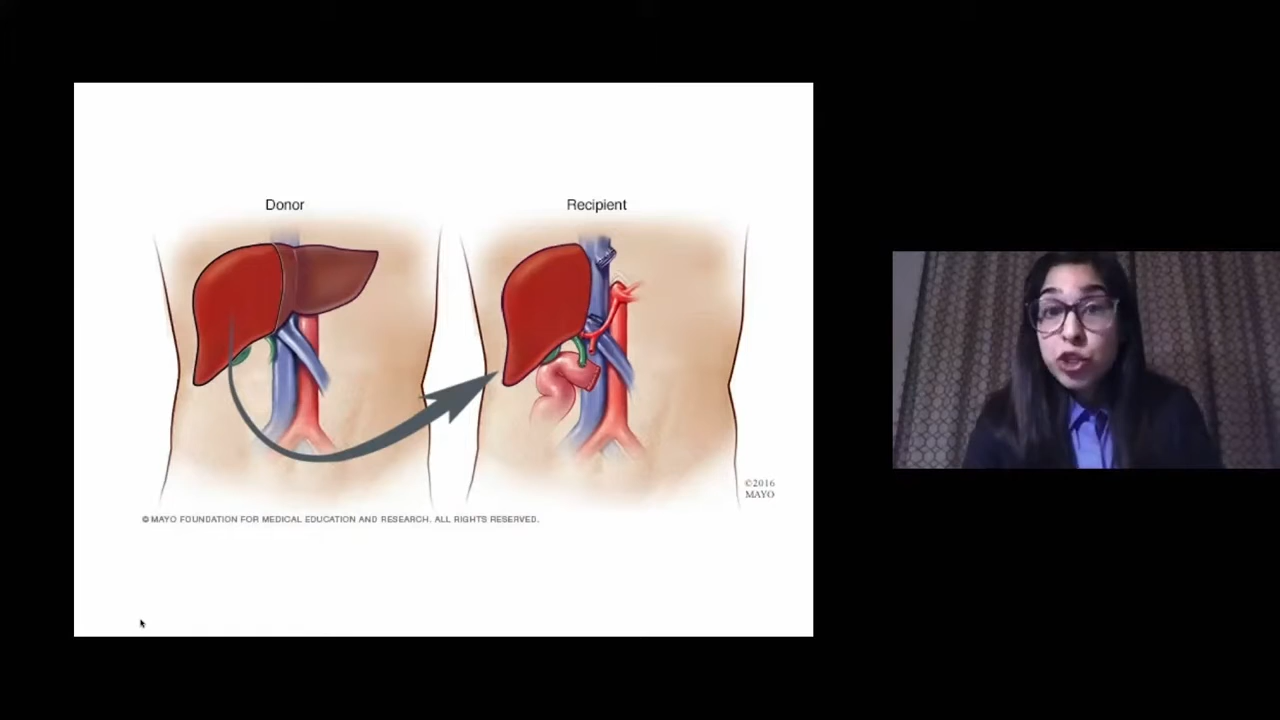 Donor
Recipient
©2016
MAYO
© MAYO FOUNDATION FOR MEDICAL EDUCATION AND RESEARCH. ALL RIGHTS RESERVED.